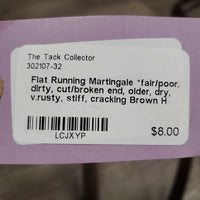 The Tack Collector
302107-32
Flat Running Martingale *fair/poor,
dirty, cut/broken end, older, dry,
v.rusty, stiff, cracking Brown H
LCJXYP
$8.00